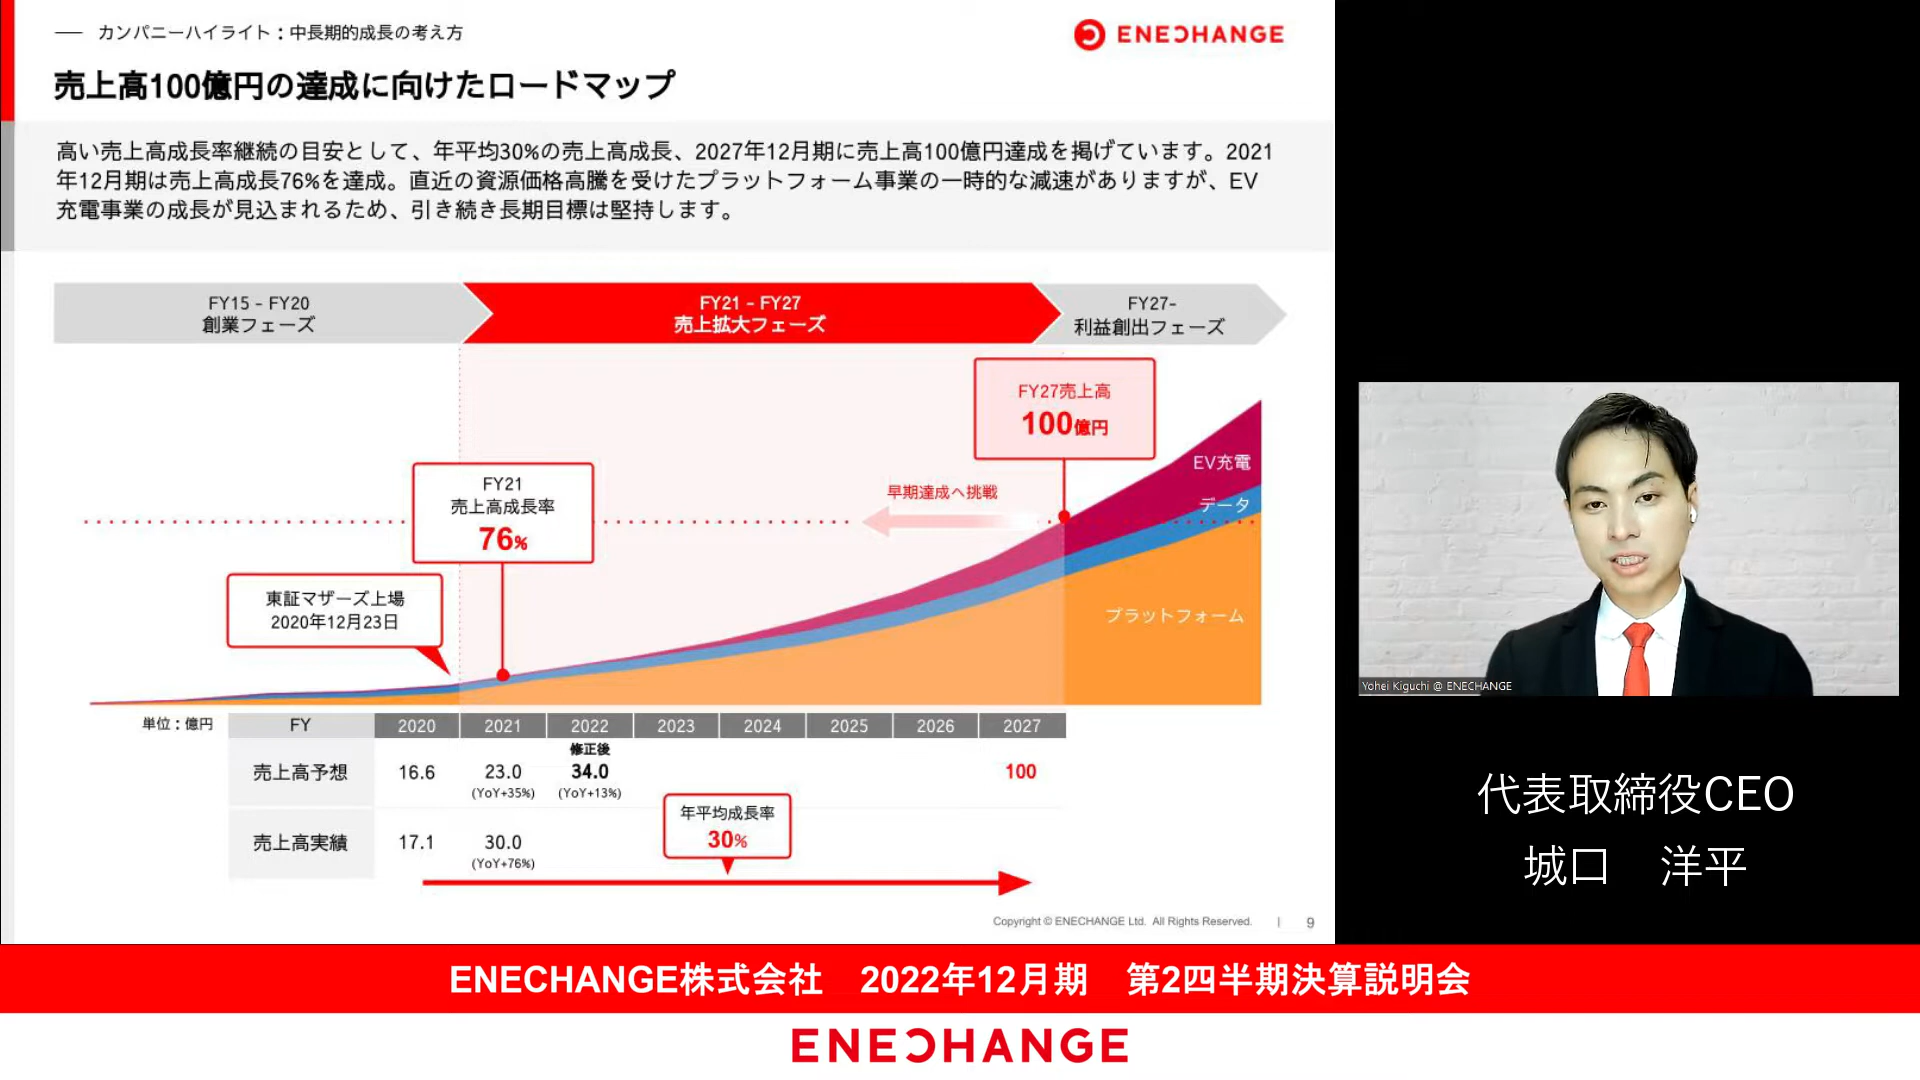 カンパニーハイライト：中長期的成長の考え方
ENECHANGE
売上高100億円の達成に向けたロードマップ
高い売上高成長率継続の目安として、年平均30%の売上高成長、2027年12月期に売上高100億円達成を掲げています。2021
年12月期は売上高成長76%を達成。直近の資源価格高騰を受けたプラットフォーム事業の一時的な減速がありますが、EV
充電事業の成長が見込まれるため、引き続き長期目標は堅持します。
FY15 - FY20
創業フェーズ
FY21 - FY27
売上拡大フェーズ
FY27-
利益創出フェーズ
FY27売上高
100億円
EV充電
データ
プラットフォーム
早期達成へ挑戦
FY21
売上高成長率
76%
東証マザーズ上場
2020年12月23日
単位：億円 FY 2020 2021 2022 2023 2024 2025 2026 2027
修正後
売上高予想 16.6 23.0 34.0 100
(YoY+35%) (YoY+13%)
年平均成長率
30%
売上高実績 17.1 30.0
(YoY+76%)
Copyright © ENECHANGE Ltd. All Rights Reserved. | 9
Yohei Kiguchi @ ENECHANGE
代表取締役CEO
城口 洋平
ENECHANGE株式会社 2022年12月期 第2四半期決算説明会
ENECHANGE